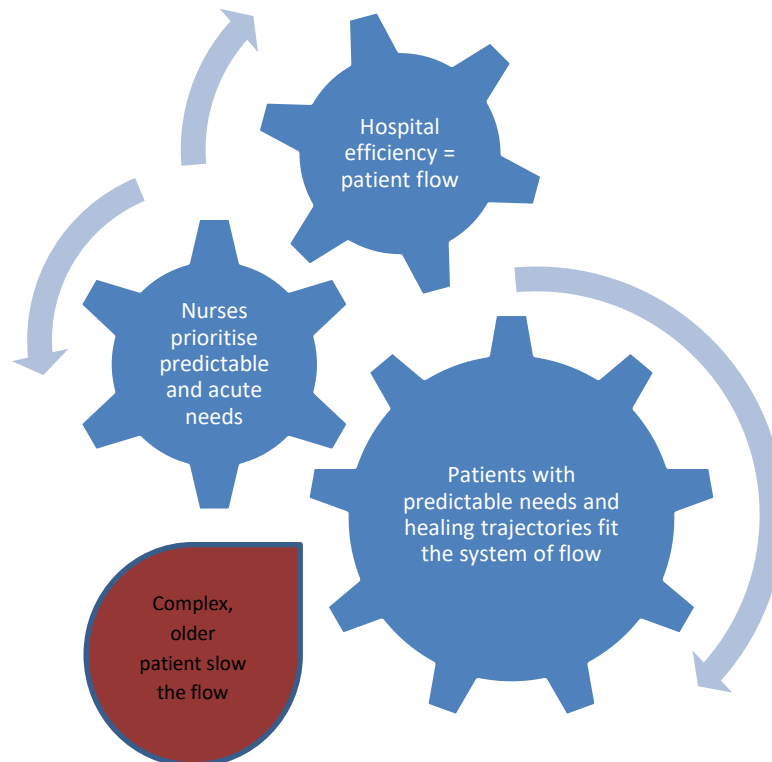 Hospital
efficiency =
patient flow
Nurses
prioritise
predictable
and acute
needs
Patients with
predictable needs and
healing trajectories fit
the system of flow
Complex,
older
patient slow
the flow